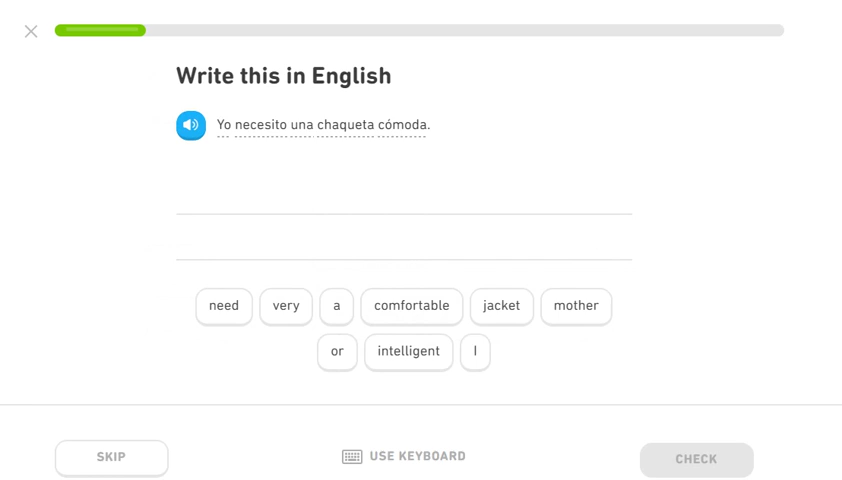 Write this in English
Yo necesito una chaqueta cómoda.
need very a comfortable jacket mother
or intelligent I
SKIP USE KEYBOARD CHECK